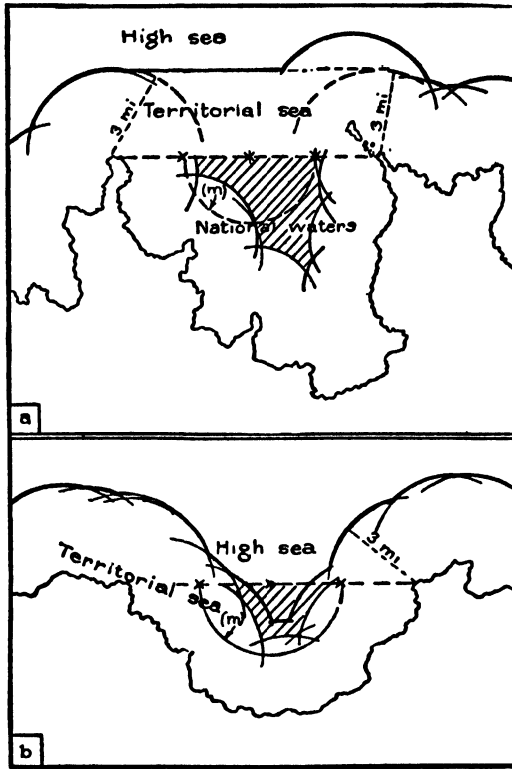 High sea
Territorial sea
3 mi
3 mi
(m)
National waters
a
High sea
3 mi
Territorial sea
(m)
b